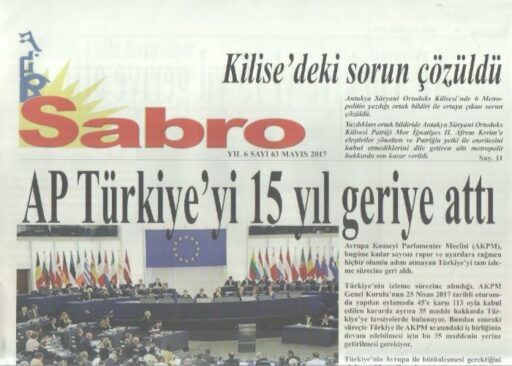 Kilise'deki sorun çözüldü
Sabro
YIL 6 SAYI 63 MAYIS 2017
Antakya Süryani Ortodoks Kilisesi'nde 6 Metro-
politin yazdığı ortak bildiri ile ortaya çıkan sorun
çözüldü.
Yazdıkları ortak bildiride Antakya Süryani Ortodoks
Kilisesi Patriği Mor İgnatiyos II. Afrem Kerim'e
eleştiriler yönelten ve Patriğin yetki ile otoritesini
kabul etmediklerini dile getiren altı metropolit
hakkında son karar verildi.
Say. 11
AP Türkiye'yi 15 yıl geriye attı
Avrupa Konseyi Parlamenter Meclisi (AKPM),
bugüne kadar sayısız rapor ve uyarılara rağmen
hiçbir olumlu adım atmayan Türkiye'yi tam izle-
me sürecine geri aldı.
Türkiye'nin izleme sürecine alındığı, AKPM
Genel Kurulu'nun 25 Nisan 2017 tarihli oturum-
da yapılan oylamada 45'e karşı 113 oyla kabul
edilen kararda ayrıca 35 madde hakkında Tür-
kiye'ye tavsiyelerde bulunuyor. Bundan sonraki
süreçte Türkiye ile AKPM arasındaki iş birliğinin
devam edebilmesi için bu 35 maddenin yerine
getirilmesi gerekiyor.
Türkiye'nin Avrupa ile bütünleşmesi gerektiğini